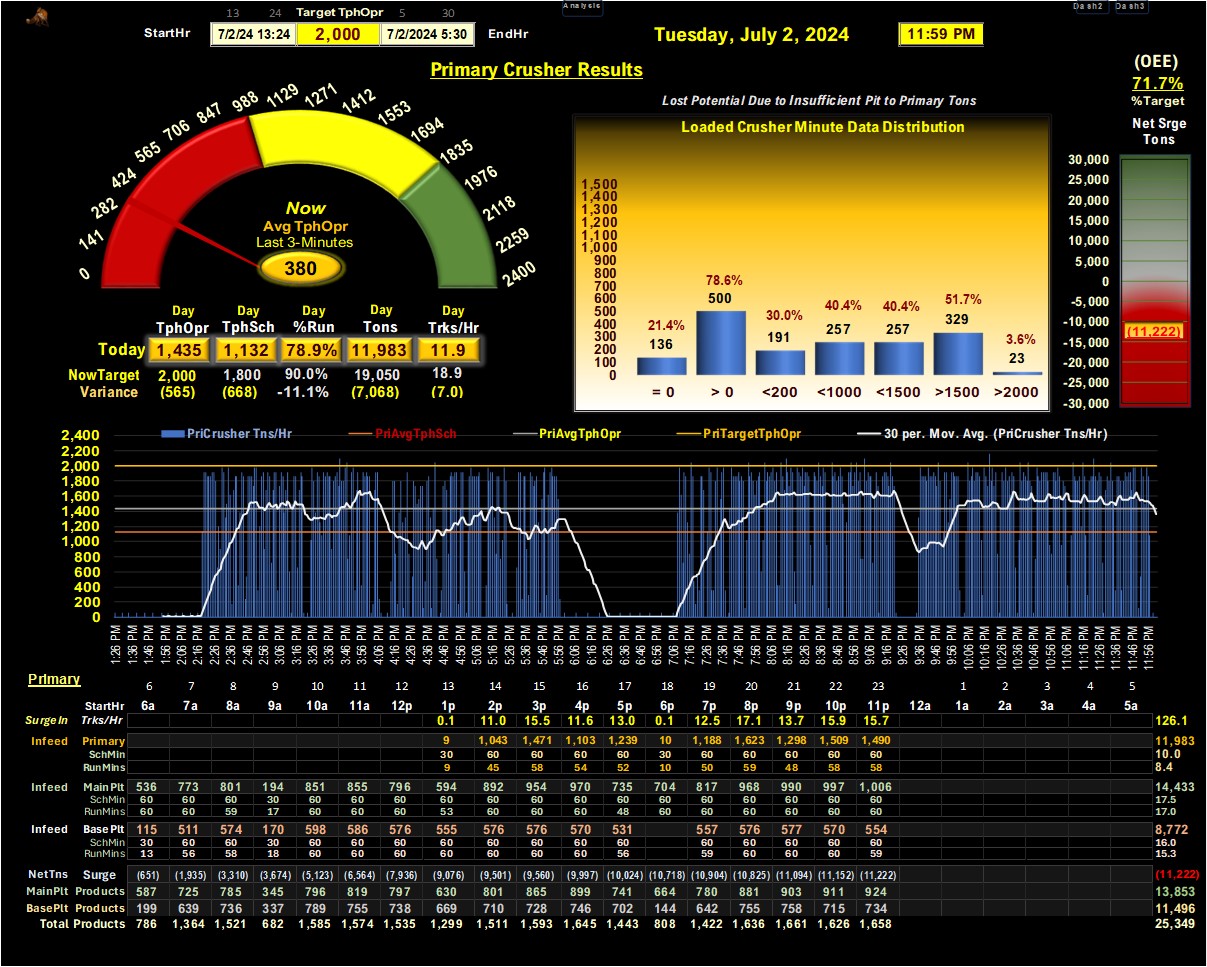 Analysis Dash2 Dash3
13 24 Target TphOpr 5 30
StartHr 7/2/24 13:24 2,000 7/2/2024 5:30 EndHr Tuesday, July 2, 2024 11:59 PM
Primary Crusher Results
(OEE)
71.7%
%Target
Net Srge
Tons
Lost Potential Due to Insufficient Pit to Primary Tons
Loaded Crusher Minute Data Distribution
0
141
282
424
565
706
847
988
1129
1271
1412
1553
1694
1835
1976
2118
2259
2400
Now
Avg TphOpr
Last 3-Minutes
380
1,500
1,400
1,300
1,200
1,100
1,000
900
800
700
600
500
400
300
200
100
0
21.4% 78.6% 30.0% 40.4% 40.4% 51.7% 3.6%
136 500 191 257 257 329 23
= 0 > 0 <200 <1000 <1500 >1500 >2000
30,000
25,000
20,000
15,000
10,000
5,000
0
-5,000
-10,000
(11,222)
-15,000
-20,000
-25,000
-30,000
Day Day Day Day Day
TphOpr TphSch %Run Tons Trks/Hr
Today 1,435 1,132 78.9% 11,983 11.9
NowTarget 2,000 1,800 90.0% 19,050 18.9
Variance (565) (668) -11.1% (7,068) (7.0)
PriCrusher Tns/Hr PriAvgTphSch PriAvgTphOpr PriTargetTphOpr 30 per. Mov. Avg. (PriCrusher Tns/Hr)
2,400
2,200
2,000
1,800
1,600
1,400
1,200
1,000
800
600
400
200
0
1:26 PM 1:36 PM 1:46 PM 1:56 PM 2:06 PM 2:16 PM 2:26 PM 2:36 PM 2:46 PM 2:56 PM 3:06 PM 3:16 PM 3:26 PM 3:36 PM 3:46 PM 3:56 PM 4:06 PM 4:16 PM 4:26 PM 4:36 PM 4:46 PM 4:56 PM 5:06 PM 5:16 PM 5:26 PM 5:36 PM 5:46 PM 5:56 PM 6:06 PM 6:16 PM 6:26 PM 6:36 PM 6:46 PM 6:56 PM 7:06 PM 7:16 PM 7:26 PM 7:36 PM 7:46 PM 7:56 PM 8:06 PM 8:16 PM 8:26 PM 8:36 PM 8:46 PM 8:56 PM 9:06 PM 9:16 PM 9:26 PM 9:36 PM 9:46 PM 9:56 PM 10:06 PM 10:16 PM 10:26 PM 10:36 PM 10:46 PM 10:56 PM 11:06 PM 11:16 PM 11:26 PM 11:36 PM 11:46 PM 11:56 PM
Primary
6 7 8 9 10 11 12 13 14 15 16 17 18 19 20 21 22 23 1 2 3 4 5
StartHr 6a 7a 8a 9a 10a 11a 12p 1p 2p 3p 4p 5p 6p 7p 8p 9p 10p 11p 12a 1a 2a 3a 4a 5a
SurgeIn Trks/Hr 0.1 11.0 15.5 11.6 13.0 0.1 12.5 17.1 13.7 15.9 15.7 126.1
Infeed Primary 9 1,043 1,471 1,103 1,239 10 1,188 1,623 1,298 1,509 1,490 11,983
SchMin 30 60 60 60 60 30 60 60 60 60 60 10.0
RunMins 9 45 58 54 52 10 50 59 48 58 58 8.4
Infeed MainPlt 536 773 801 194 851 855 796 594 892 954 970 735 704 817 968 990 997 1,006 14,433
SchMin 60 60 60 30 60 60 60 60 60 60 60 60 60 60 60 60 60 60 17.5
RunMins 60 60 59 17 60 60 60 53 60 60 60 48 60 60 60 60 60 60 17.0
Infeed BasePlt 115 511 574 170 598 586 576 555 576 576 570 531 557 576 577 570 554 8,772
SchMin 30 60 60 30 60 60 60 60 60 60 60 60 60 60 60 60 60 16.0
RunMins 13 56 58 18 60 60 60 60 60 60 60 56 59 60 60 60 59 15.3
NetTns Surge (651) (1,935) (3,310) (3,674) (5,123) (6,564) (7,936) (9,076) (9,501) (9,560) (9,997) (10,024) (10,718) (10,904) (10,825) (11,094) (11,152) (11,222) (11,222)
MainPlt Products 587 725 785 345 796 819 797 630 801 865 899 741 664 780 881 903 911 924 13,853
BasePlt Products 199 639 736 337 789 755 738 669 710 728 746 702 144 642 755 758 715 734 11,496
Total Products 786 1,364 1,521 682 1,585 1,574 1,535 1,299 1,511 1,593 1,645 1,443 808 1,422 1,636 1,661 1,626 1,658 25,349